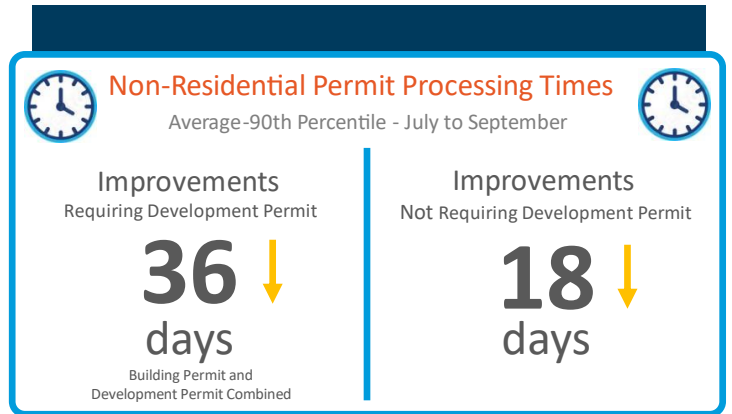 Non-Residential Permit Processing Times
Average-90th Percentile - July to September
Improvements
Requiring Development Permit
36
days
Building Permit and
Development Permit Combined
Improvements
Not Requiring Development Permit
18
days